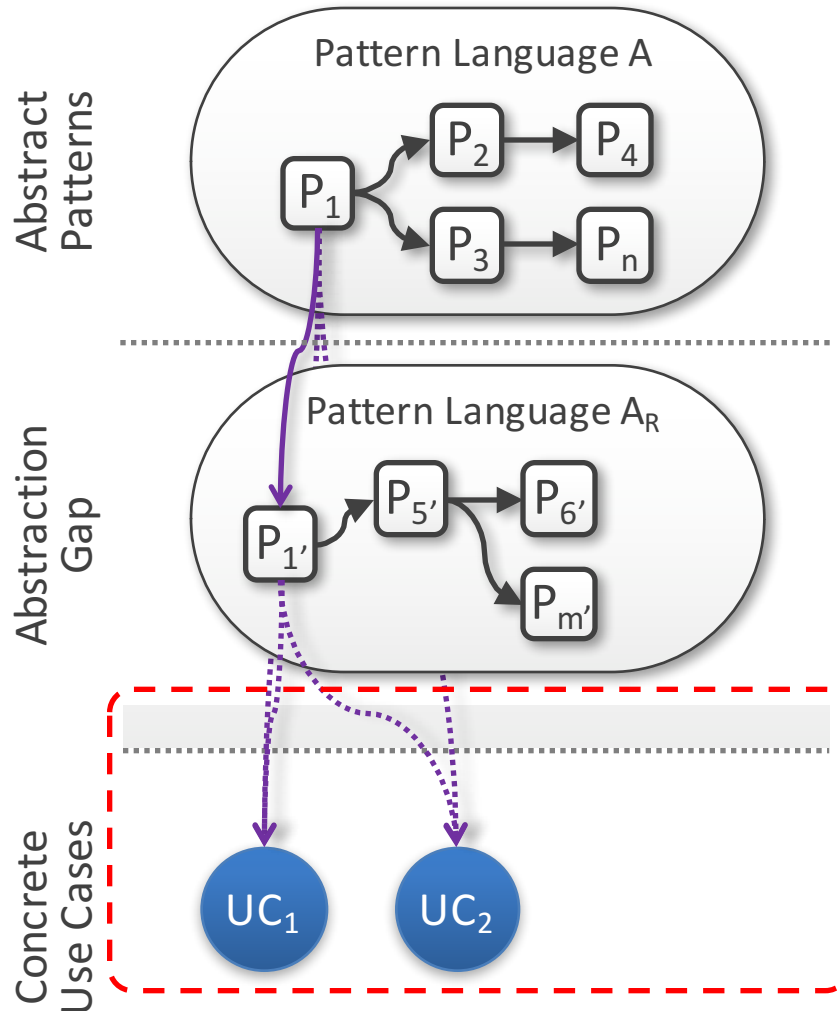 Abstract
Patterns
Pattern Language A
P₂
P₄
P₁
P₃
Pₙ
Abstraction
Gap
Pattern Language Aᵣ
P₅'
P₆'
P₁'
Pₘ'
Concrete
Use Cases
UC₁
UC₂